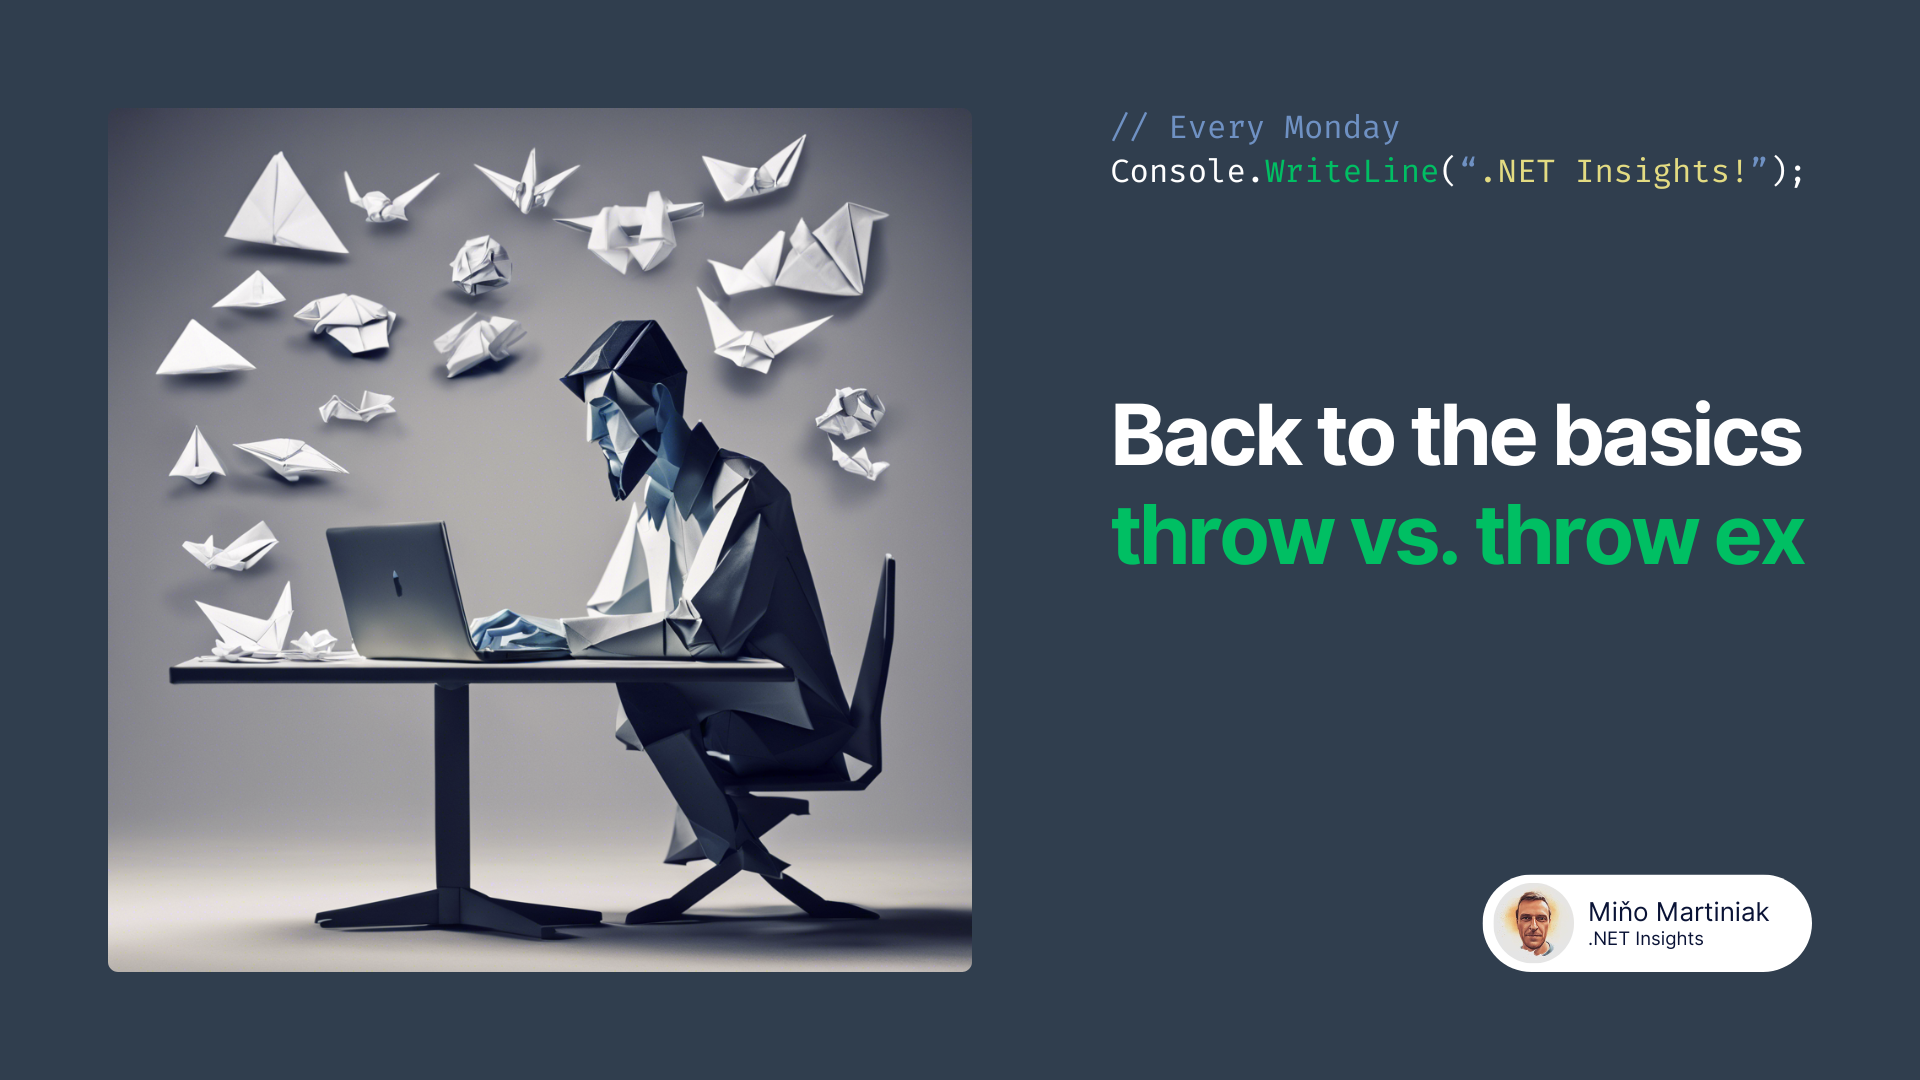 // Every Monday
Console.WriteLine(“.NET Insights!”);
Back to the basics
throw vs. throw ex
Miňo Martiniak
.NET Insights